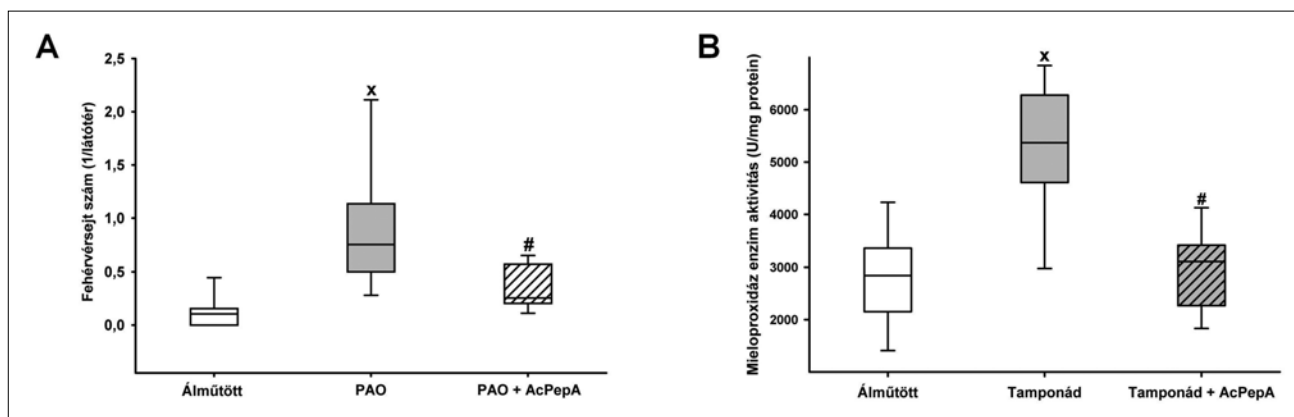 A
Fehérvérsejt szám (1/látótér)
2,5
2,0
1,5
1,0
0,5
0,0
x
#
Álműtött
PAO
PAO + AcPepA
B
Mieloproxidáz enzim aktivitás (U/mg protein)
6000
5000
4000
3000
2000
x
#
Álműtött
Tamponád
Tamponád + AcPepA